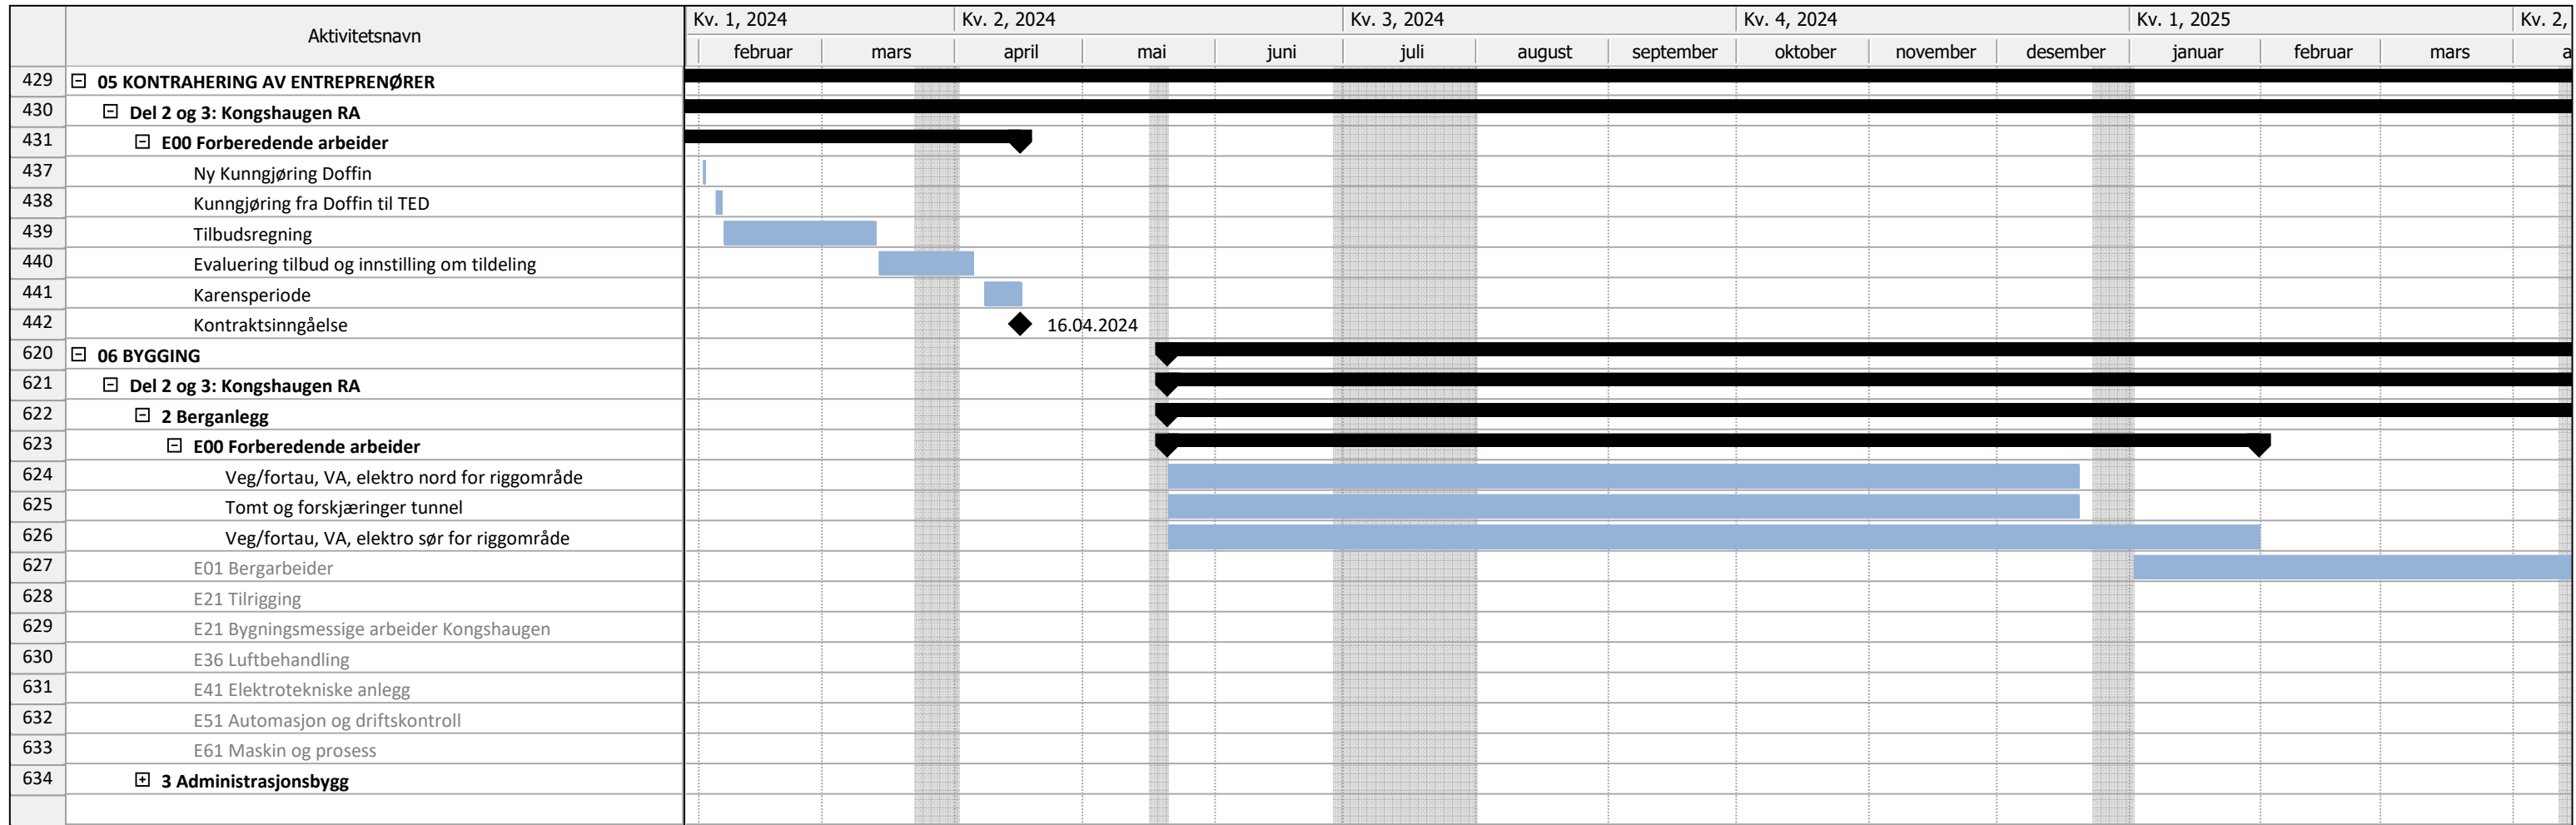 Aktivitetsnavn
Kv. 1, 2024 Kv. 2, 2024 Kv. 3, 2024 Kv. 4, 2024 Kv. 1, 2025 Kv. 2,
februar mars april mai juni juli august september oktober november desember januar februar mars a
429 05 KONTRAHERING AV ENTREPRENØRER
430 Del 2 og 3: Kongshaugen RA
431 E00 Forberedende arbeider
437 Ny Kunngjøring Doffin
438 Kunngjøring fra Doffin til TED
439 Tilbudsregning
440 Evaluering tilbud og innstilling om tildeling
441 Karensperiode
442 Kontraktsinngåelse 16.04.2024
620 06 BYGGING
621 Del 2 og 3: Kongshaugen RA
622 2 Berganlegg
623 E00 Forberedende arbeider
624 Veg/fortau, VA, elektro nord for riggområde
625 Tomt og forskjæringer tunnel
626 Veg/fortau, VA, elektro sør for riggområde
627 E01 Bergarbeider
628 E21 Tilrigging
629 E21 Bygningsmessige arbeider Kongshaugen
630 E36 Luftbehandling
631 E41 Elektrotekniske anlegg
632 E51 Automasjon og driftskontroll
633 E61 Maskin og prosess
634 3 Administrasjonsbygg